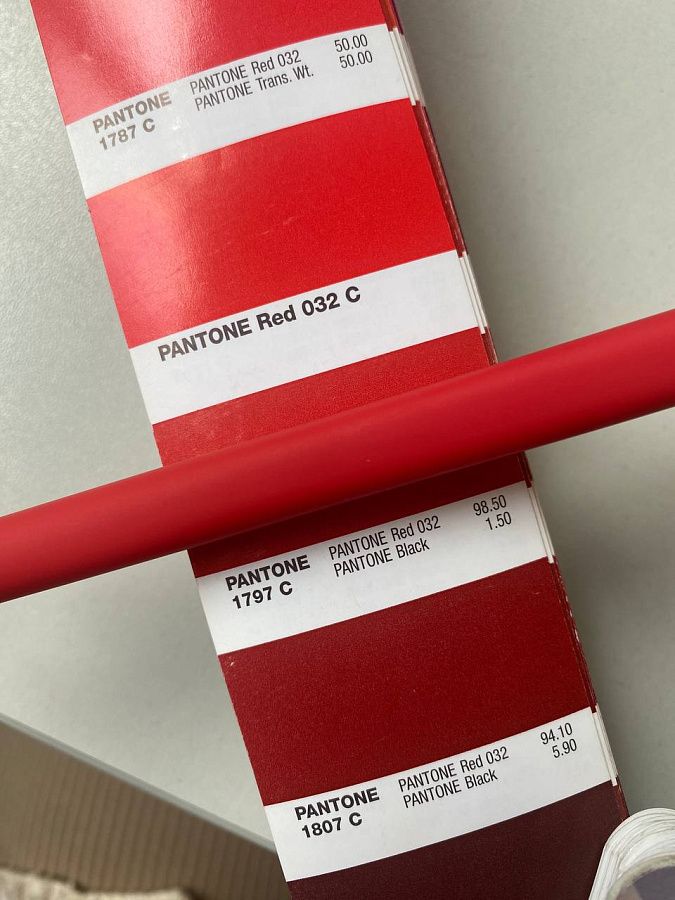 PANTONE
1787 C
PANTONE Red 032 50.00
PANTONE Trans. Wt. 50.00
PANTONE Red 032 C
PANTONE
1797 C
PANTONE Red 032 98.50
PANTONE Black 1.50
PANTONE
1807 C
PANTONE Red 032 94.10
PANTONE Black 5.90